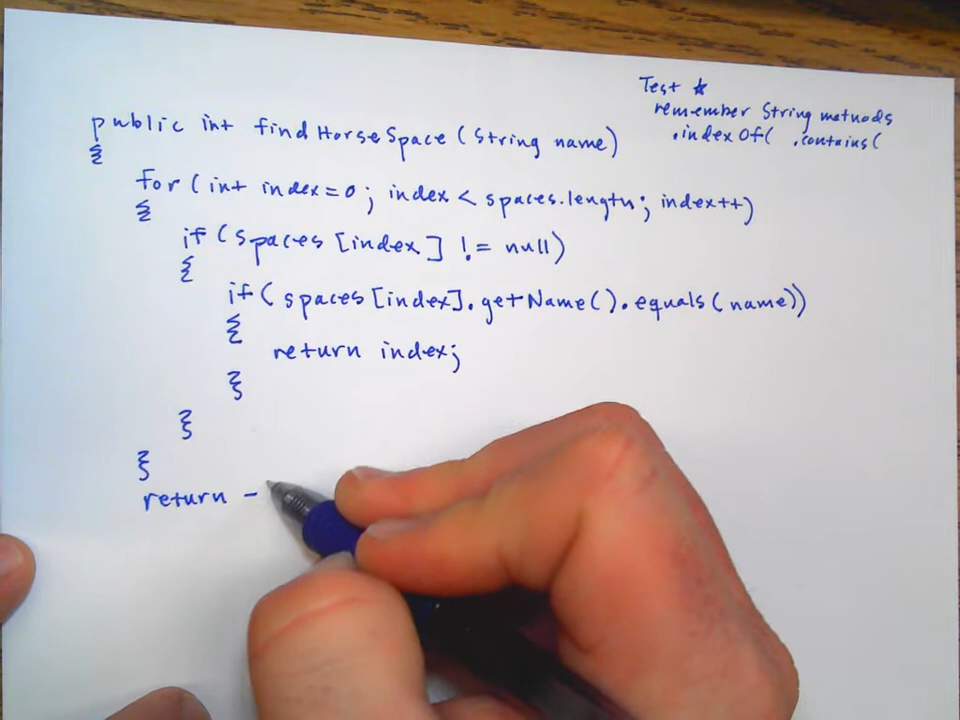 Test ★
remember String methods
.indexOf( .contains(
public int findHorseSpace(String name)
{
for (int index=0; index < spaces.length; index++)
{
if (spaces [index] != null)
{
if (spaces [index].getName().equals(name))
{
return index;
}
}
}
return -